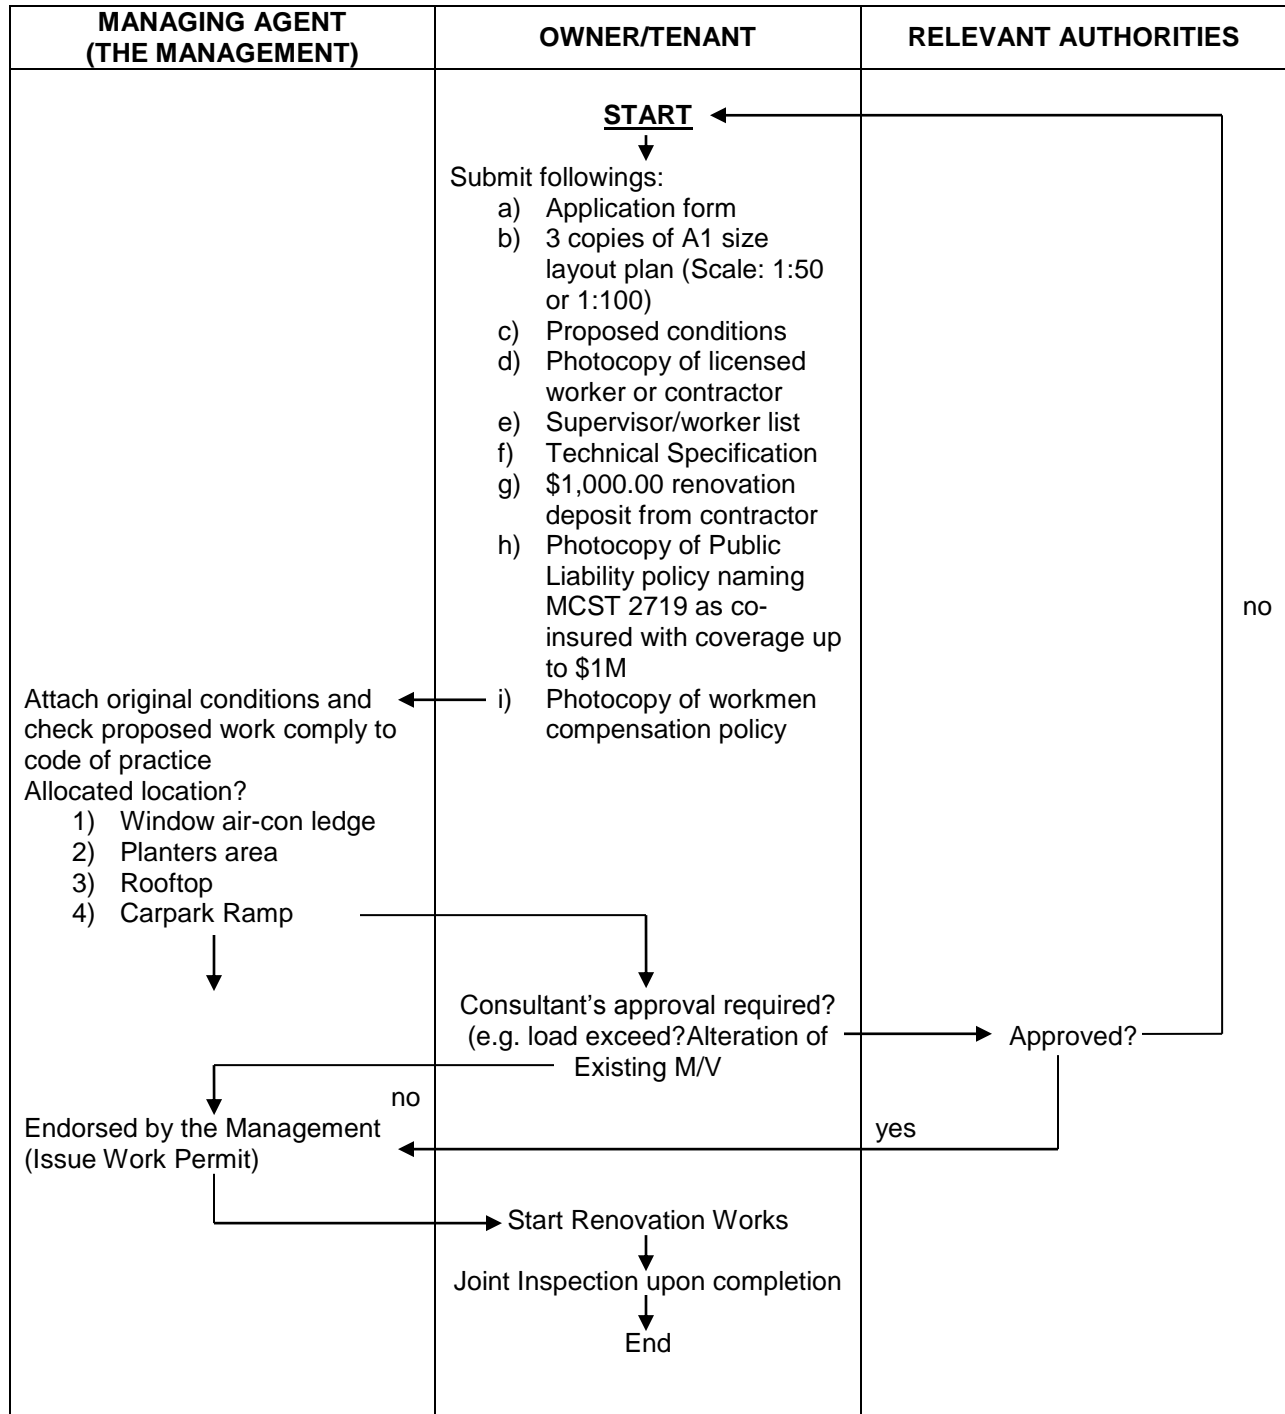 MANAGING AGENT
(THE MANAGEMENT)
OWNER/TENANT
RELEVANT AUTHORITIES
START
Submit followings:
a) Application form
b) 3 copies of A1 size
layout plan (Scale: 1:50
or 1:100)
c) Proposed conditions
d) Photocopy of licensed
worker or contractor
e) Supervisor/worker list
f) Technical Specification
g) $1,000.00 renovation
deposit from contractor
h) Photocopy of Public
Liability policy naming
MCST 2719 as co-
insured with coverage up
to $1M
i) Photocopy of workmen
compensation policy
no
Attach original conditions and
check proposed work comply to
code of practice
Allocated location?
1) Window air-con ledge
2) Planters area
3) Rooftop
4) Carpark Ramp
Consultant's approval required?
(e.g. load exceed?Alteration of
Existing M/V
Approved?
no
yes
Endorsed by the Management
(Issue Work Permit)
Start Renovation Works
Joint Inspection upon completion
End